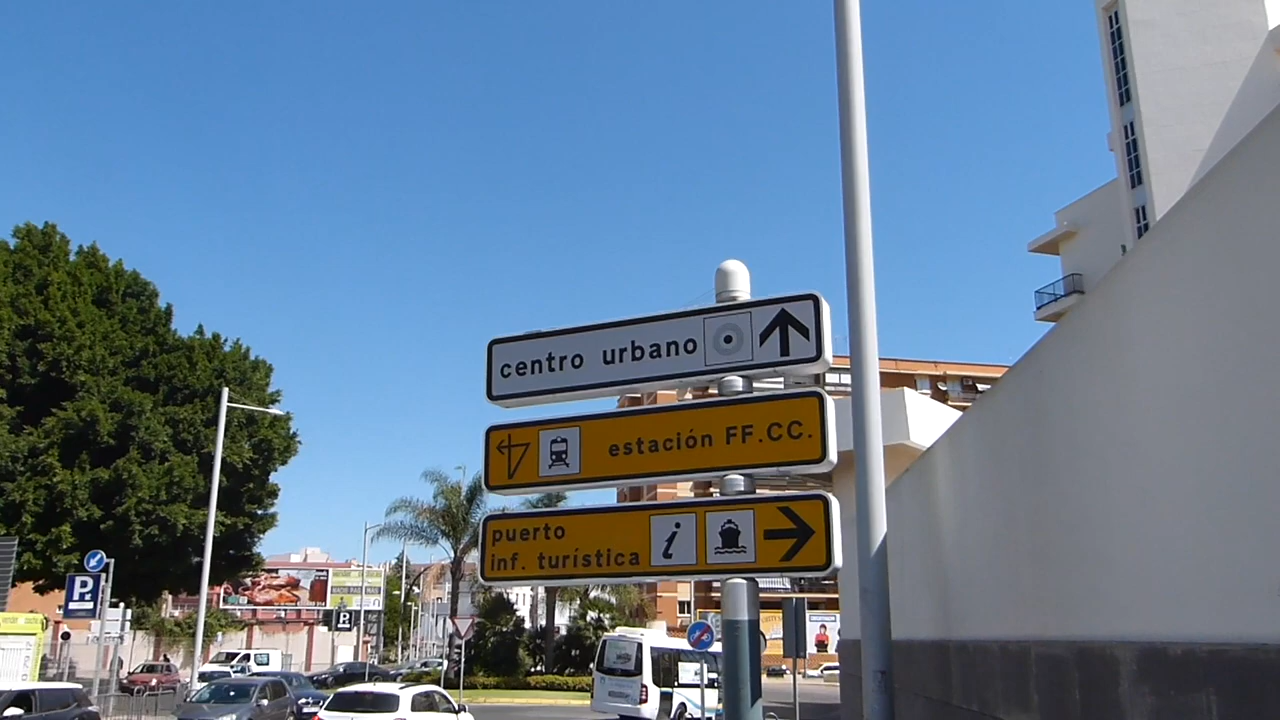 centro urbano
estación FF.CC.
puerto
inf. turística
i
P
P